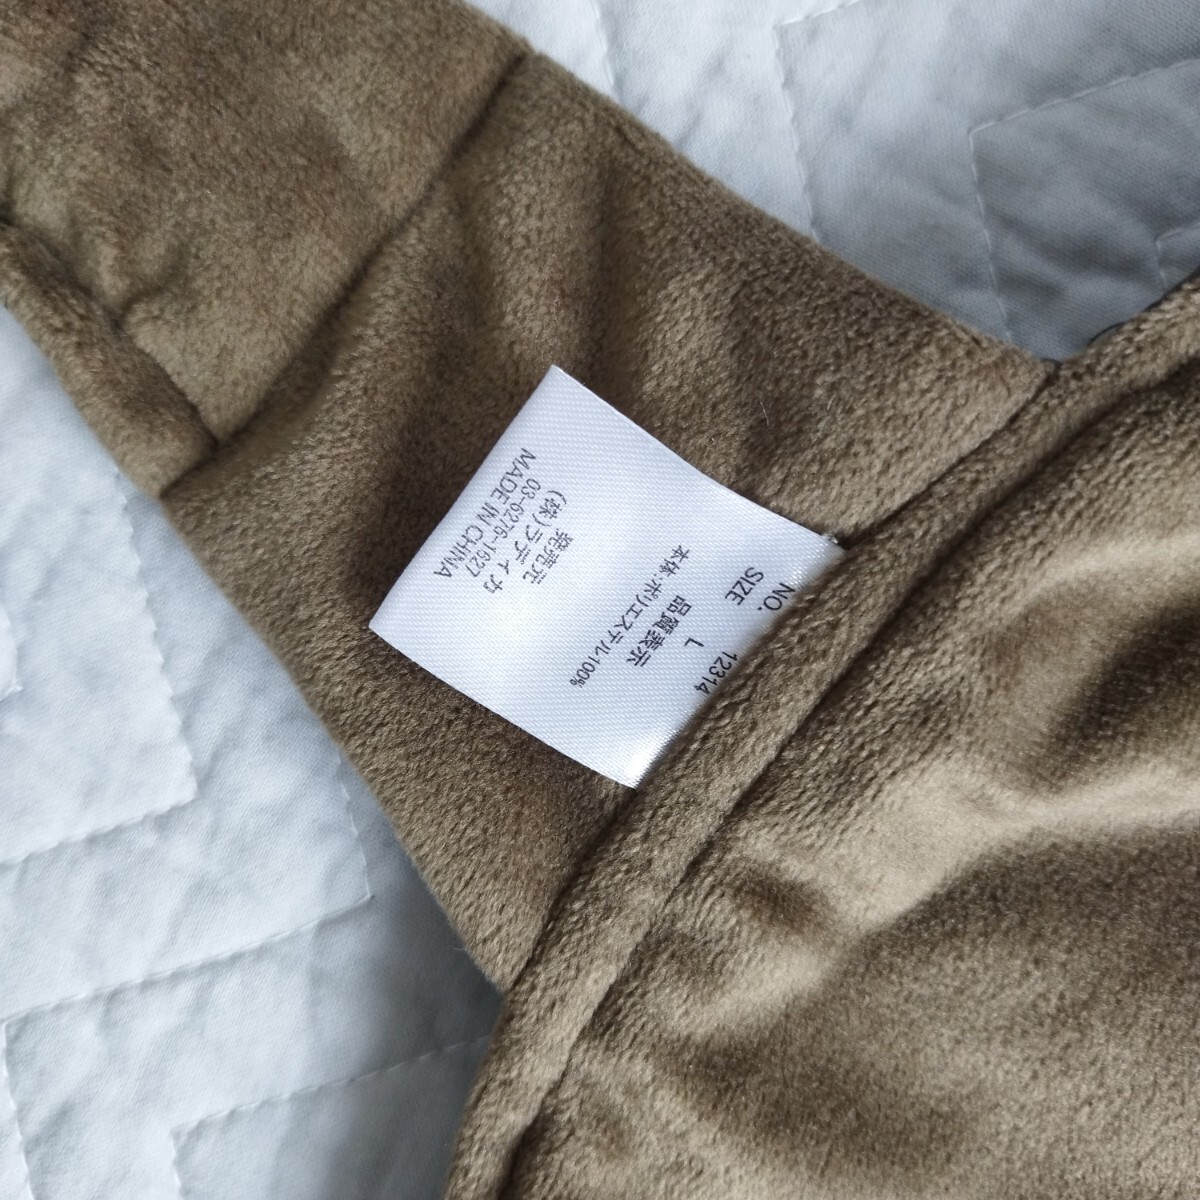 NO. 12314
SIZE L
品質表示
本体:ポリエステル100%
発売元
(株)ラディカ
03-6276-1627
MADE IN CHINA